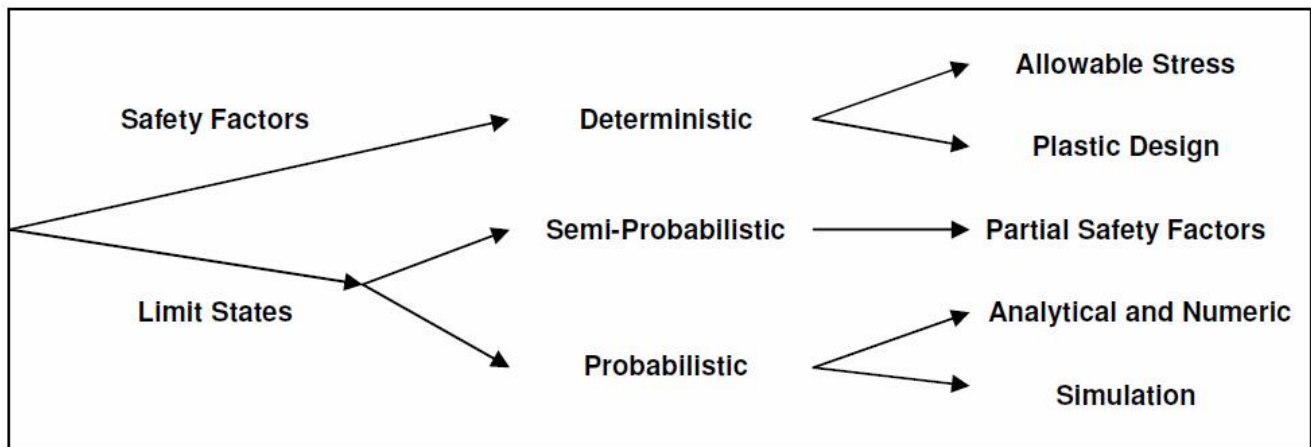 Safety Factors
Limit States
Deterministic
Semi-Probabilistic
Probabilistic
Allowable Stress
Plastic Design
Partial Safety Factors
Analytical and Numeric
Simulation